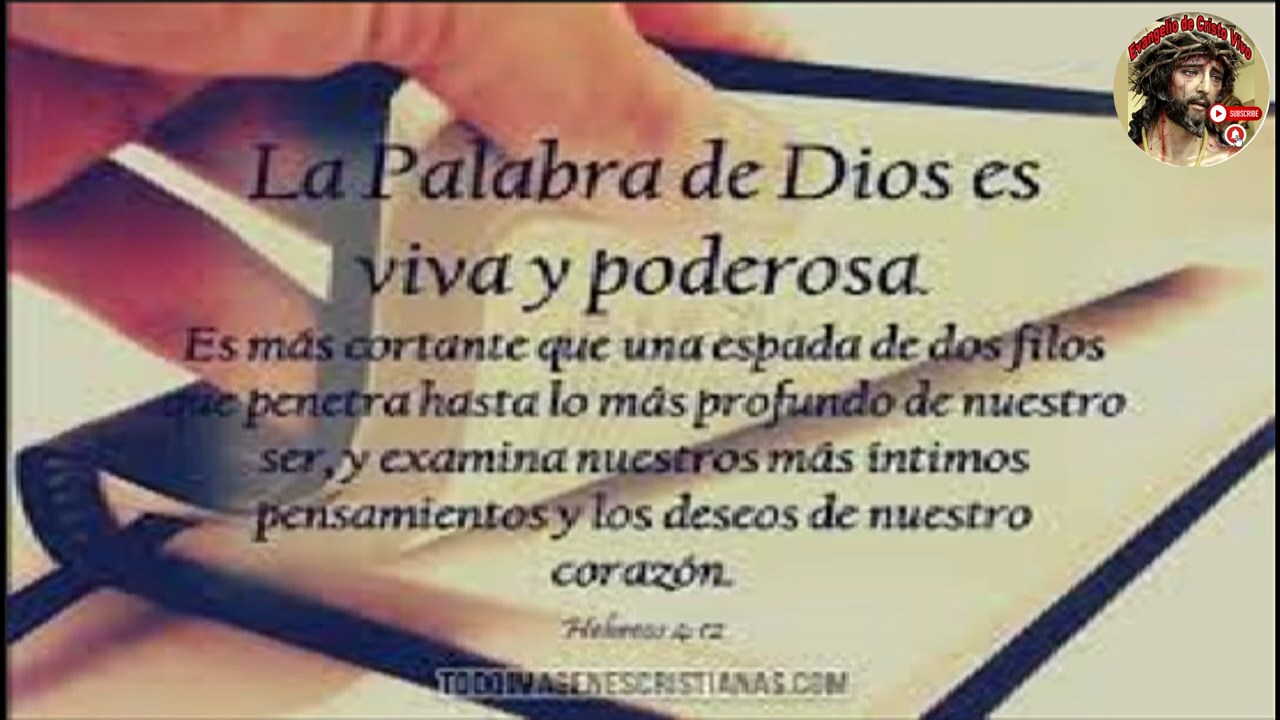 Evangelio de Cristo Vivo
SUBSCRIBE
La Palabra de Dios es
viva y poderosa.
Es más cortante que una espada de dos filos
que penetra hasta lo más profundo de nuestro
ser, y examina nuestros más íntimos
pensamientos y los deseos de nuestro
corazón.
Hebreos 4:12
TODOIMAGENESCRISTIANAS.COM